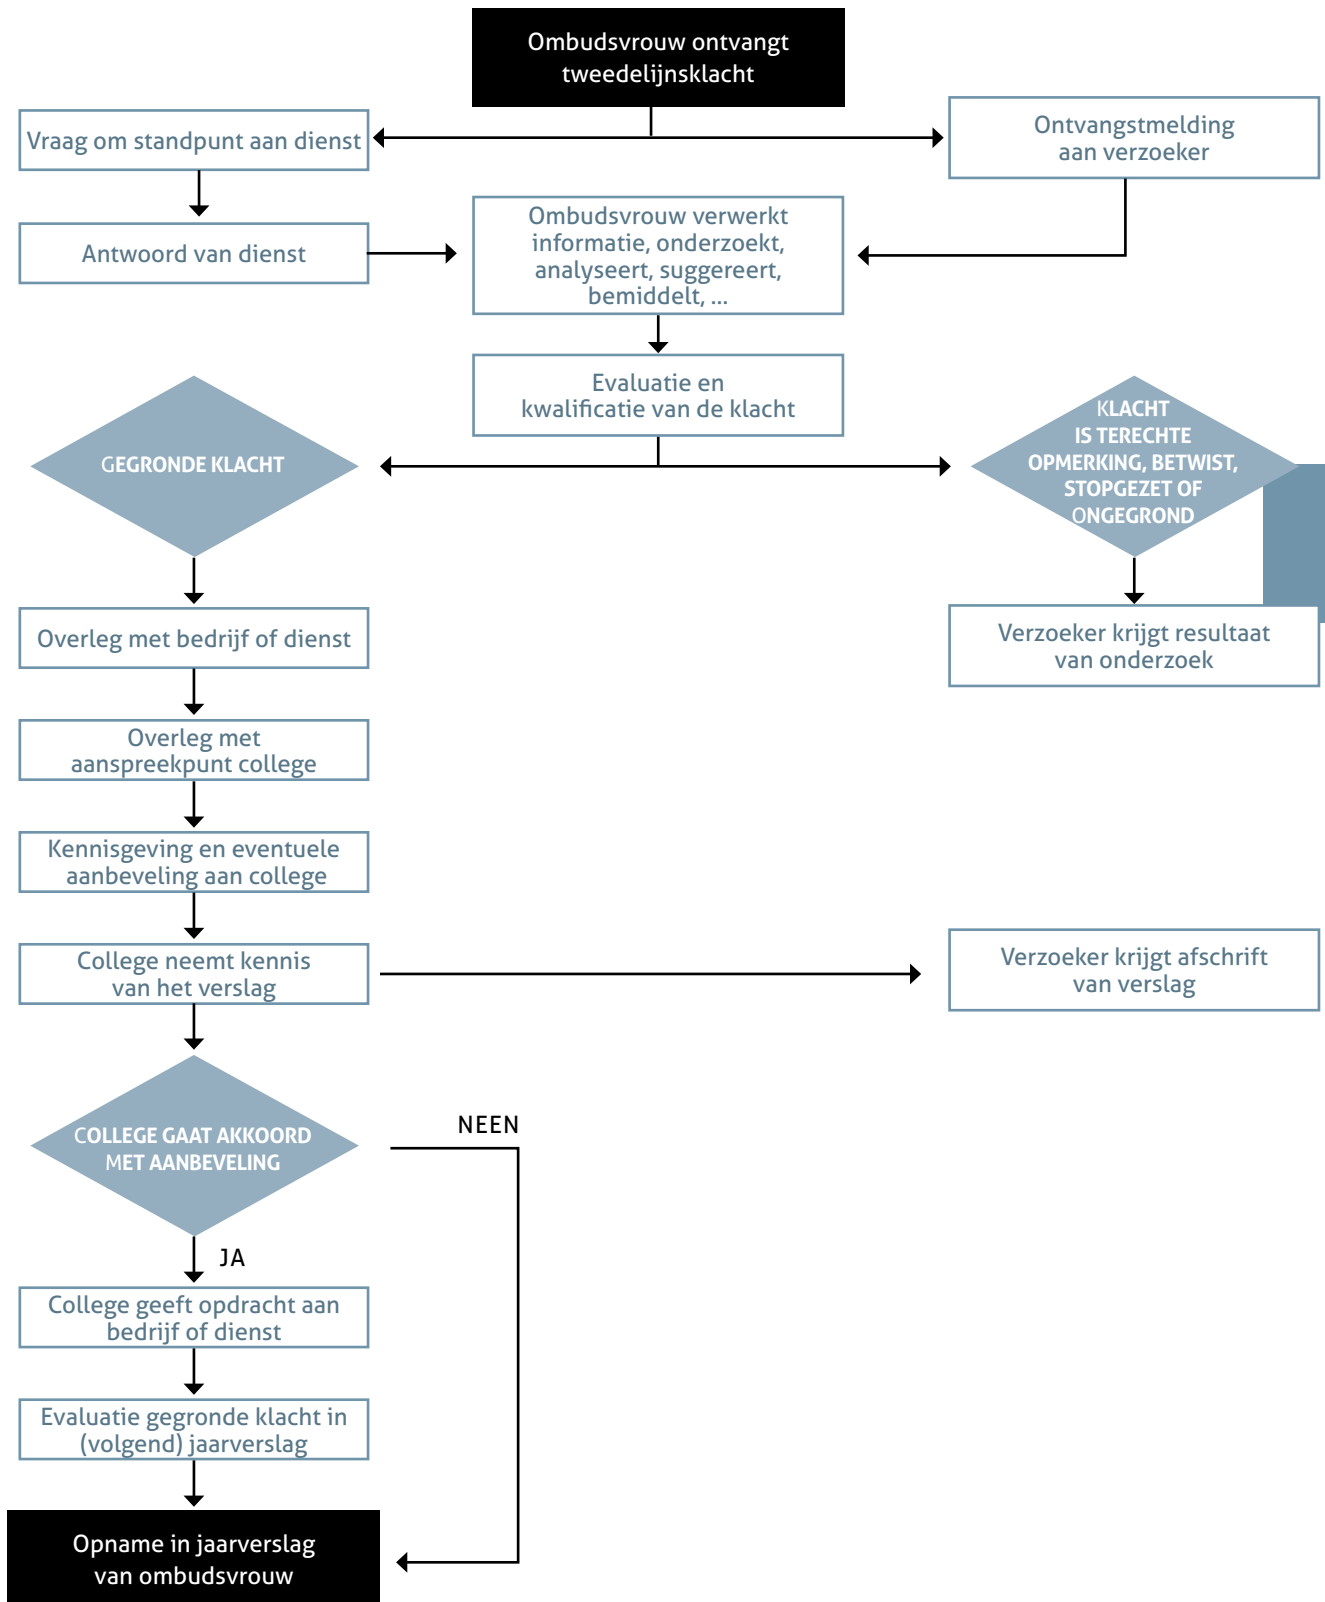 Ombudsvrouw ontvangt
tweedelijnsklacht
Vraag om standpunt aan dienst
Ontvangstmelding
aan verzoeker
Antwoord van dienst
Ombudsvrouw verwerkt
informatie, onderzoekt,
analyseert, suggereert,
bemiddelt, ...
Evaluatie en
kwalificatie van de klacht
GEGRONDE KLACHT
KLACHT
IS TERECHTE
OPMERKING, BETWIST,
STOPGEZET OF
ONGEGROND
Overleg met bedrijf of dienst
Verzoeker krijgt resultaat
van onderzoek
Overleg met
aanspreekpunt college
Kennisgeving en eventuele
aanbeveling aan college
College neemt kennis
van het verslag
Verzoeker krijgt afschrift
van verslag
COLLEGE GAAT AKKOORD
MET AANBEVELING
NEEN
JA
College geeft opdracht aan
bedrijf of dienst
Evaluatie gegronde klacht in
(volgend) jaarverslag
Opname in jaarverslag
van ombudsvrouw